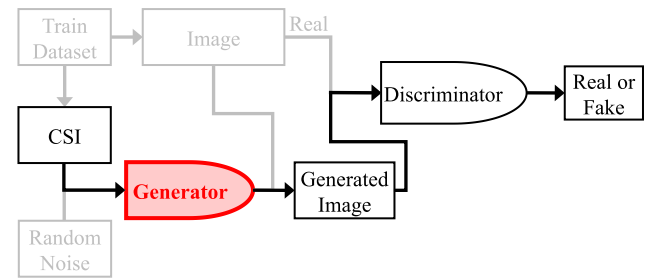 Train
Dataset
Image
Real
CSI
Discriminator
Real or
Fake
Generator
Generated
Image
Random
Noise